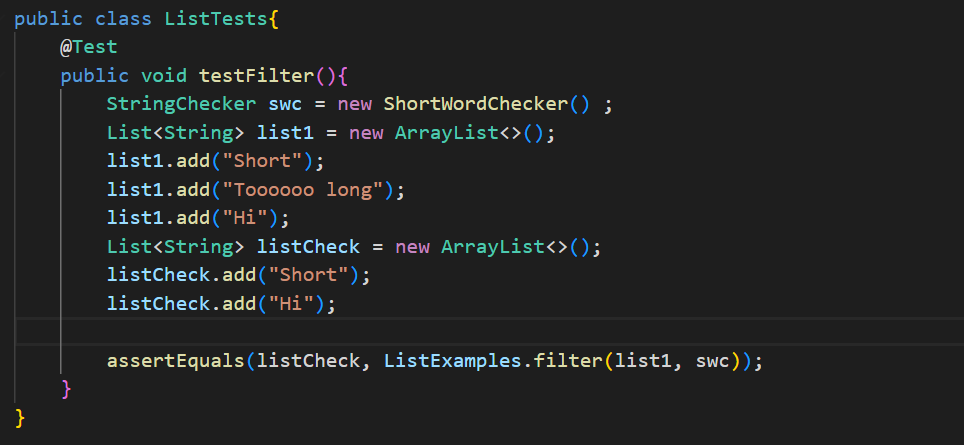 public class ListTests{
    @Test
    public void testFilter(){
        StringChecker swc = new ShortWordChecker() ;
        List<String> list1 = new ArrayList<>();
        list1.add("Short");
        list1.add("Toooooo long");
        list1.add("Hi");
        List<String> listCheck = new ArrayList<>();
        listCheck.add("Short");
        listCheck.add("Hi");

        assertEquals(listCheck, ListExamples.filter(list1, swc));
    }
}